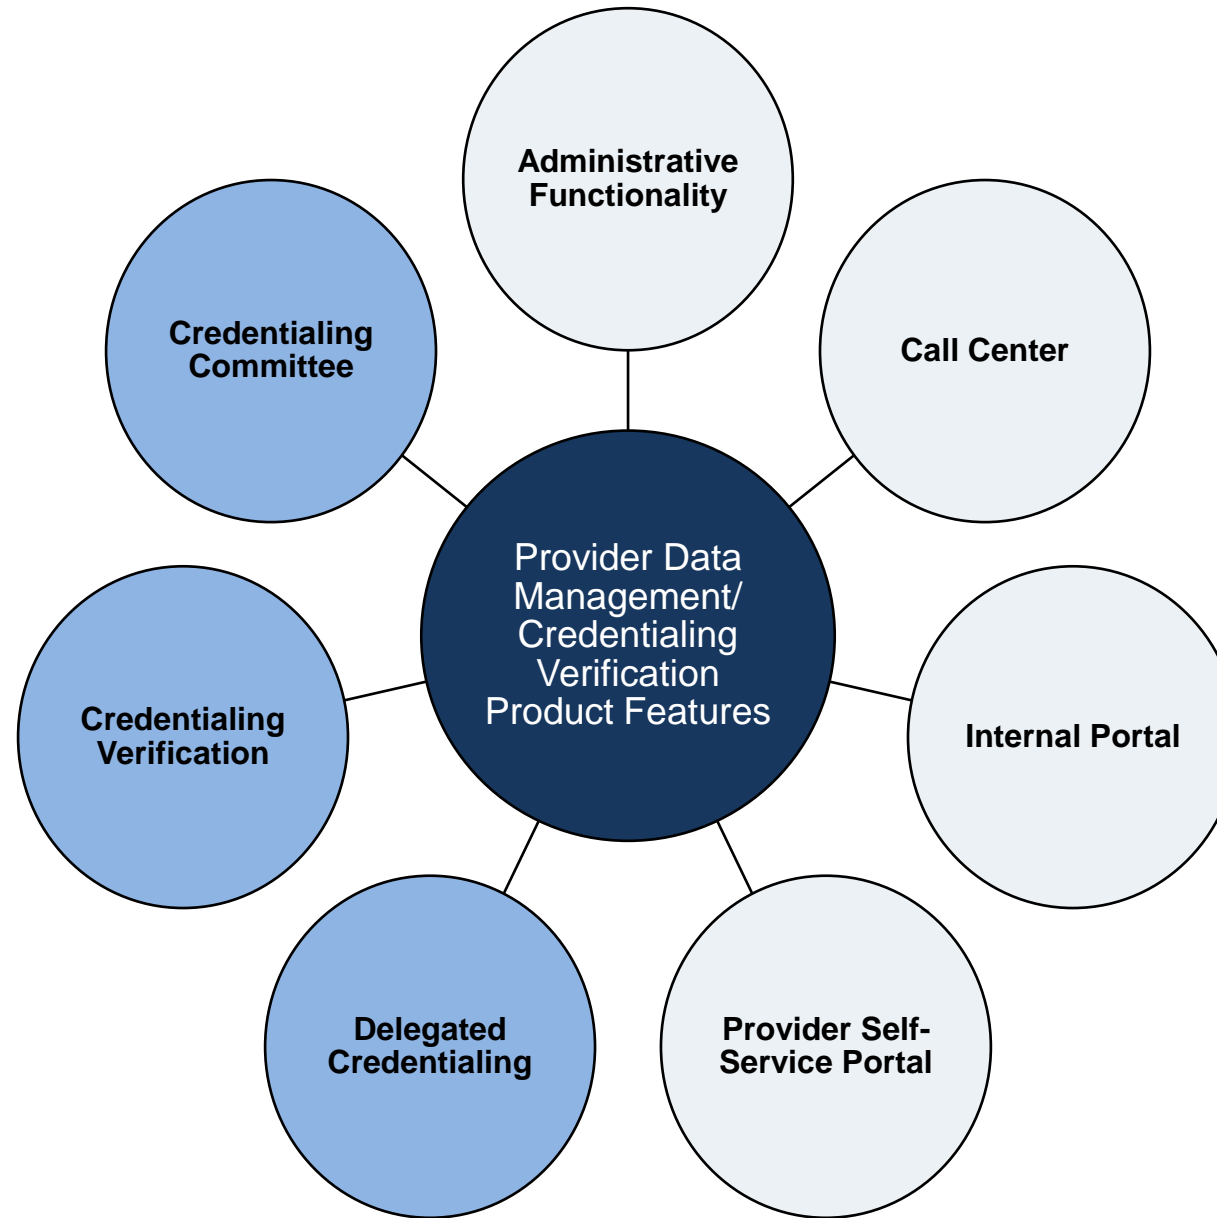 Administrative
Functionality
Credentialing
Committee
Call Center
Provider Data
Management/
Credentialing
Verification
Product Features
Credentialing
Verification
Internal Portal
Delegated
Credentialing
Provider Self-
Service Portal